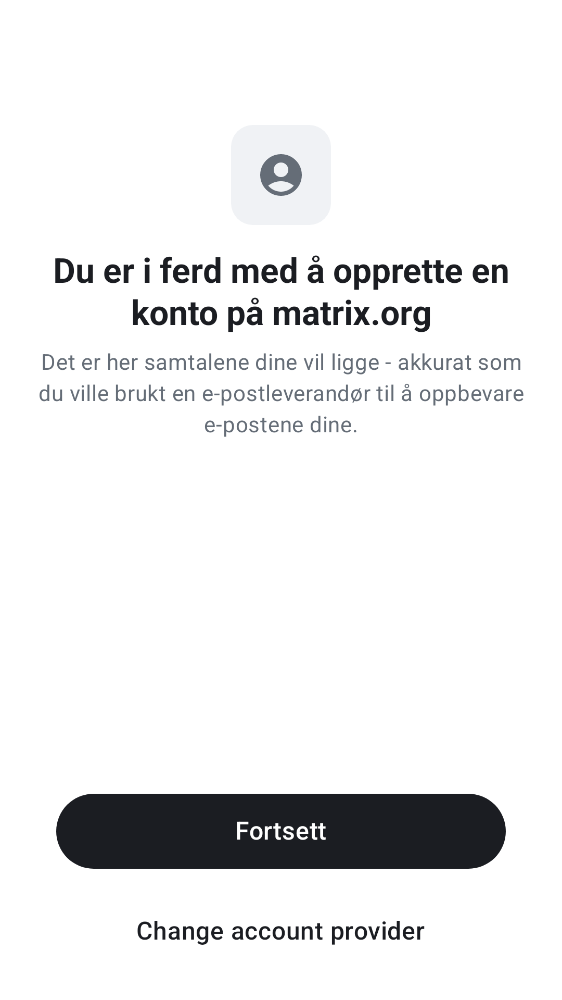 Du er i ferd med å opprette en
konto på matrix.org
Det er her samtalene dine vil ligge - akkurat som
du ville brukt en e-postleverandør til å oppbevare
e-postene dine.
Fortsett
Change account provider